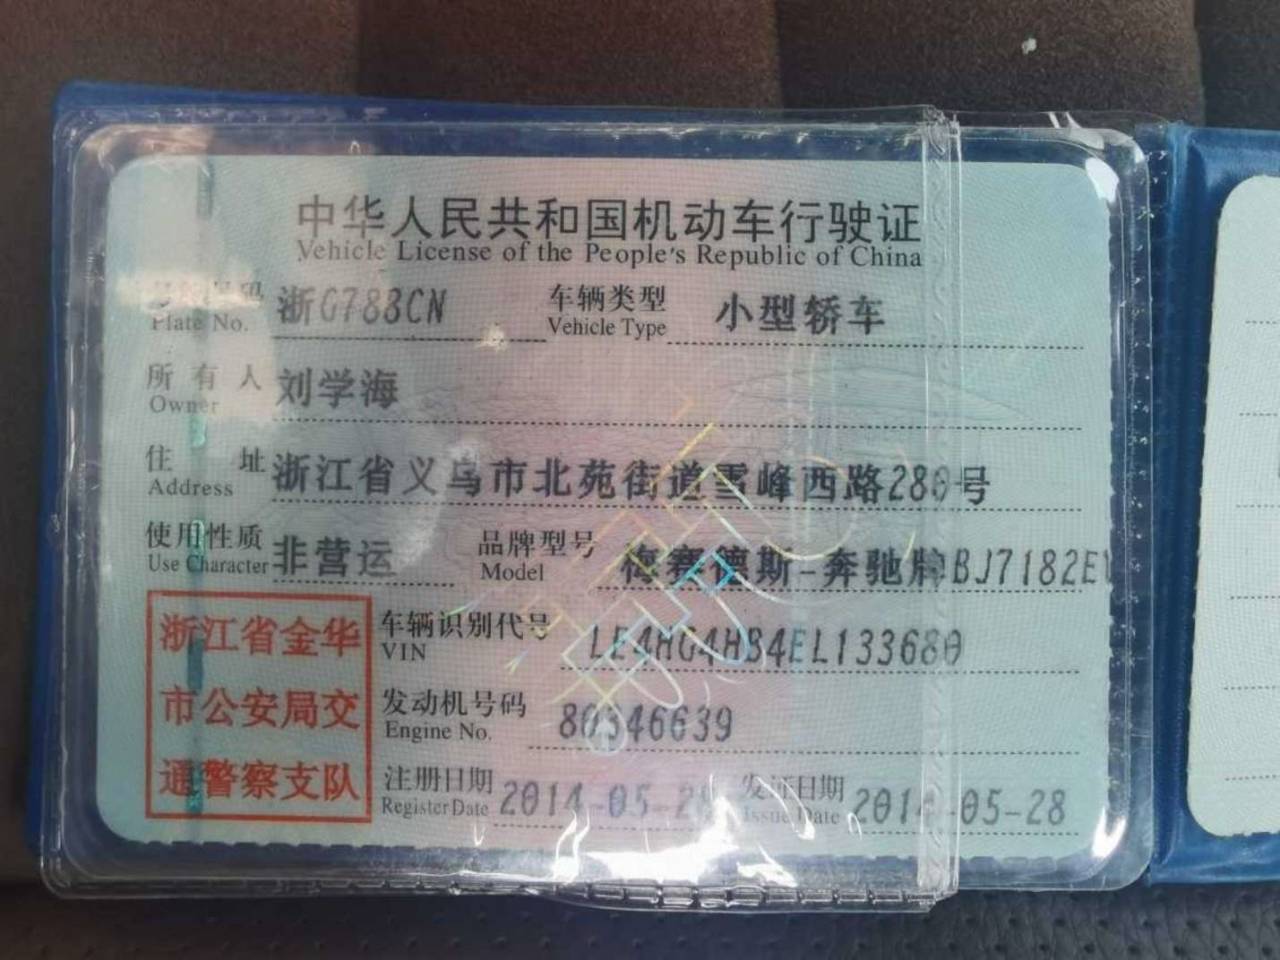 中华人民共和国机动车行驶证
Vehicle License of the People's Republic of China
号牌号码 浙G788CN 车辆类型 小型轿车
Plate No. Vehicle Type
所有人 刘学海
Owner
住址 浙江省义乌市北苑街道雪峰西路280号
Address
使用性质 非营运 品牌型号 梅赛德斯-奔驰牌BJ7182E
Use Character Model
浙江省金华
市公安局交
通警察支队
车辆识别代号 LE4HG4HB4EL133680
VIN
发动机号码 80346639
Engine No.
注册日期 2014-05-2 发证日期 2014-05-28
Register Date Issue Date